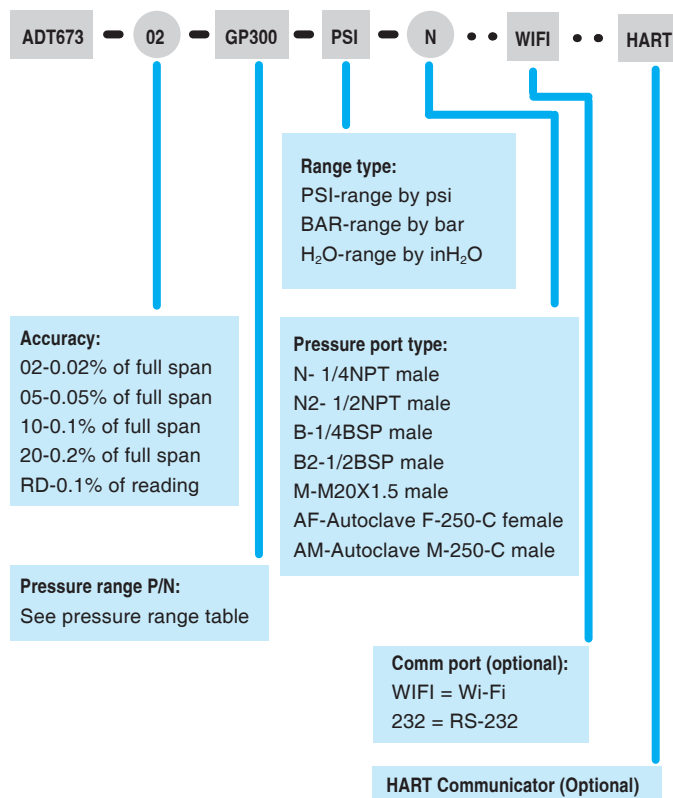 ADT673 - 02 - GP300 - PSI - N • • WIFI • • HART
Range type:
PSI-range by psi
BAR-range by bar
H₂O-range by inH₂O
Accuracy:
02-0.02% of full span
05-0.05% of full span
10-0.1% of full span
20-0.2% of full span
RD-0.1% of reading
Pressure port type:
N- 1/4NPT male
N2- 1/2NPT male
B-1/4BSP male
B2-1/2BSP male
M-M20X1.5 male
AF-Autoclave F-250-C female
AM-Autoclave M-250-C male
Pressure range P/N:
See pressure range table
Comm port (optional):
WIFI = Wi-Fi
232 = RS-232
HART Communicator (Optional)